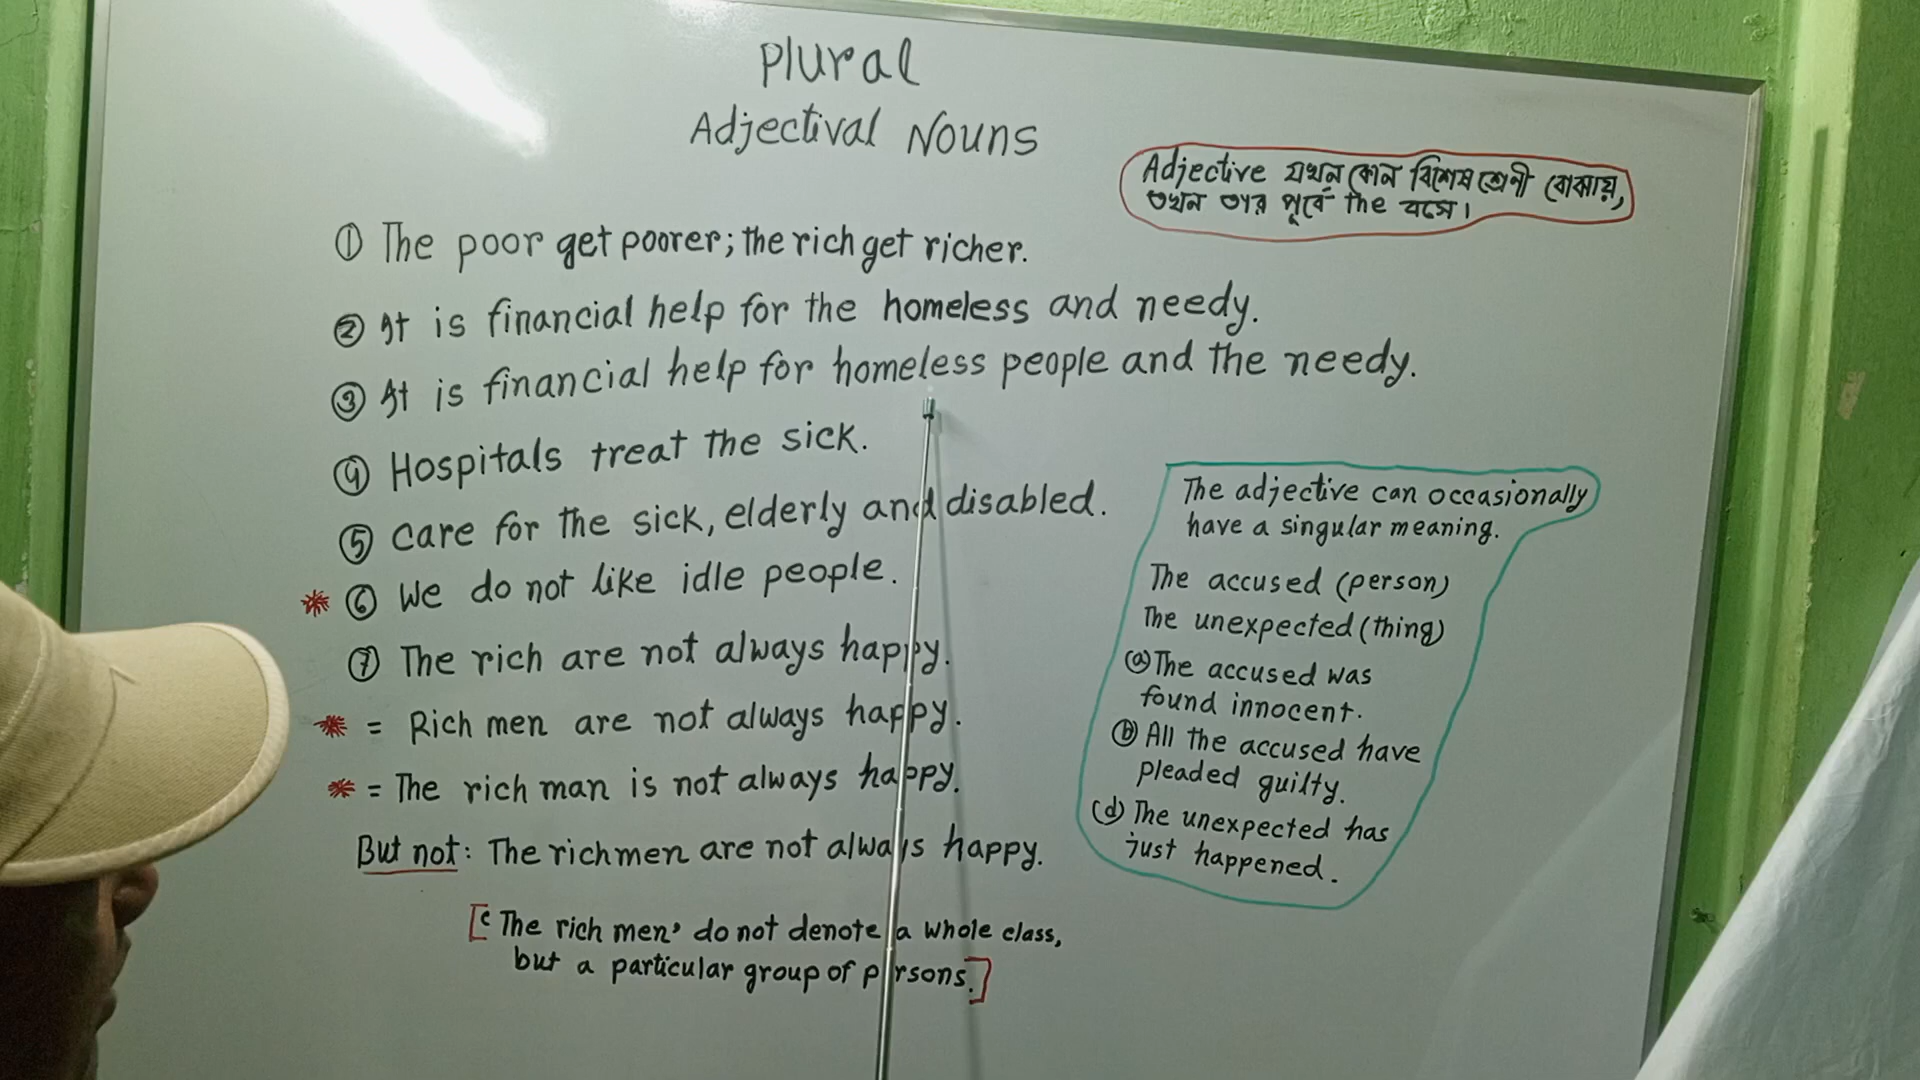 Plural
Adjectival Nouns
Adjective যখন কোন বিশেষ শ্রেণী বোঝায়,
তখন তার পূর্বে the বসে।
① The poor get poorer; the rich get richer.
② It is financial help for the homeless and needy.
③ It is financial help for homeless people and the needy.
④ Hospitals treat the sick.
⑤ Care for the sick, elderly and disabled.
* ⑥ We do not like idle people.
⑦ The rich are not always happy.
* = Rich men are not always happy.
* = The rich man is not always happy.
But not: The richmen are not always happy.
[‘The rich men’ do not denote a whole class,
but a particular group of persons.]
The adjective can occasionally
have a singular meaning.
The accused (person)
The unexpected (thing)
(a) The accused was
found innocent.
(b) All the accused have
pleaded guilty.
(d) The unexpected has
just happened.